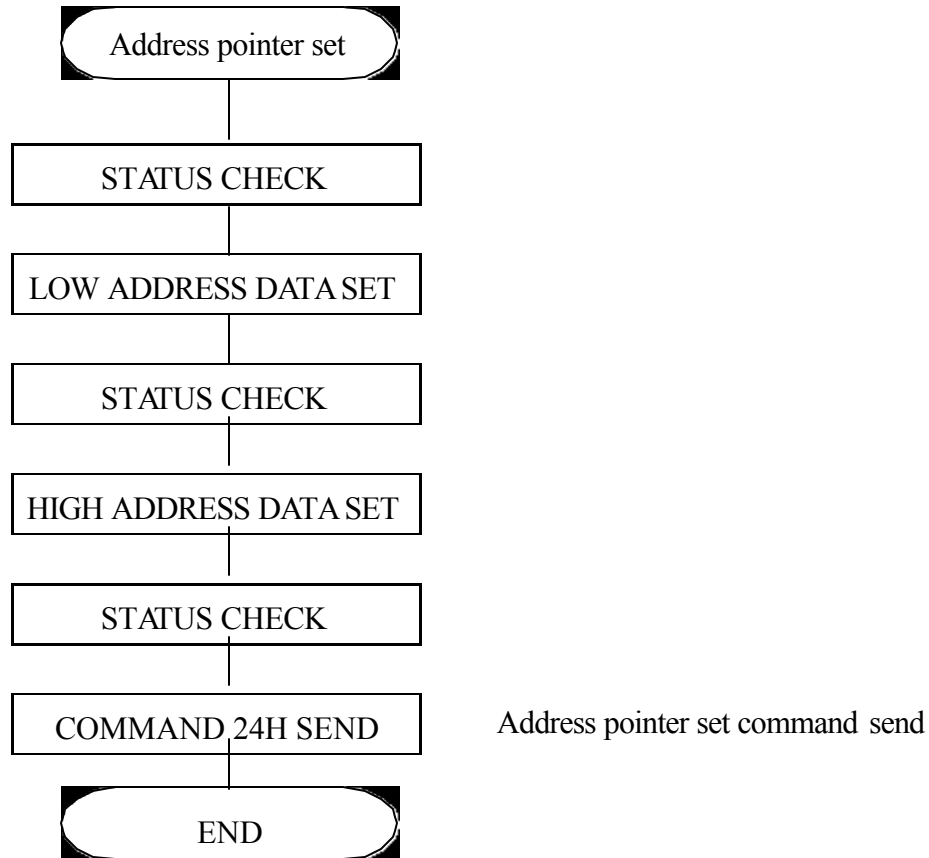 Address pointer set
STATUS CHECK
LOW ADDRESS DATA SET
STATUS CHECK
HIGH ADDRESS DATA SET
STATUS CHECK
COMMAND 24H SEND
Address pointer set command send
END